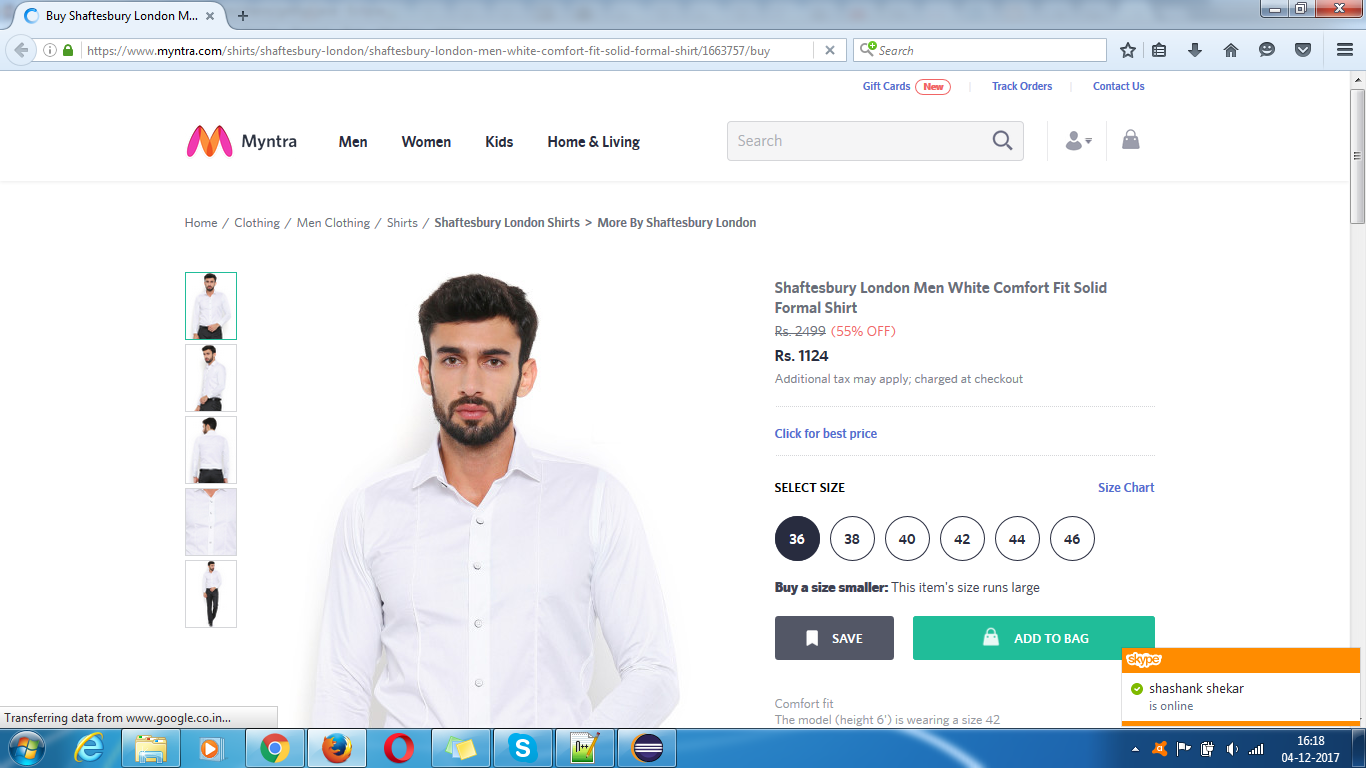 Buy Shaftesbury London M...
https://www.myntra.com/shirts/shaftesbury-london/shaftesbury-london-men-white-comfort-fit-solid-formal-shirt/1663757/buy
Search
Gift Cards New Track Orders Contact Us
Myntra Men Women Kids Home & Living Search
Home / Clothing / Men Clothing / Shirts / Shaftesbury London Shirts > More By Shaftesbury London
Shaftesbury London Men White Comfort Fit Solid
Formal Shirt
Rs. 2499 (55% OFF)
Rs. 1124
Additional tax may apply; charged at checkout
Click for best price
SELECT SIZE Size Chart
36 38 40 42 44 46
Buy a size smaller: This item's size runs large
SAVE ADD TO BAG
skype
shashank shekar
is online
Comfort fit
The model (height 6') is wearing a size 42
Transferring data from www.google.co.in...
16:18
04-12-2017